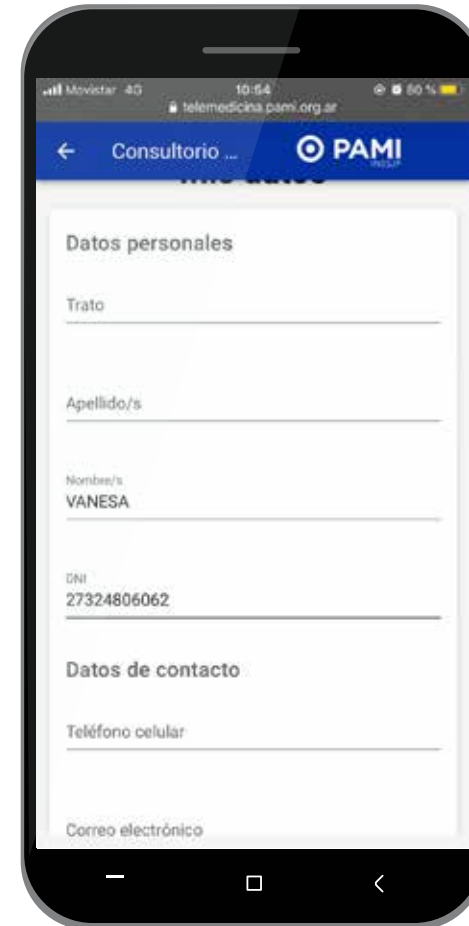 Movistar 4G 10:54 60 %
telemedicina.pami.org.ar
Consultorio ... PAMI
Datos personales
Trato
Apellido/s
Nombre/s
VANESA
DNI
27324806062
Datos de contacto
Teléfono celular
Correo electrónico